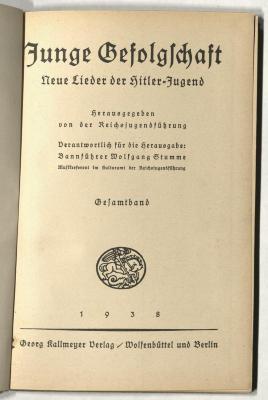 Junge Gefolgschaft
Neue Lieder der Hitler-Jugend
Herausgegeben
von der Reichsjugendführung
Verantwortlich für die Herausgabe:
Bannführer Wolfgang Stumme
Musikreferent im Kulturamt der Reichsjugendführung
Gesamtband
1938
Georg Kallmeyer Verlag / Wolfenbüttel und Berlin